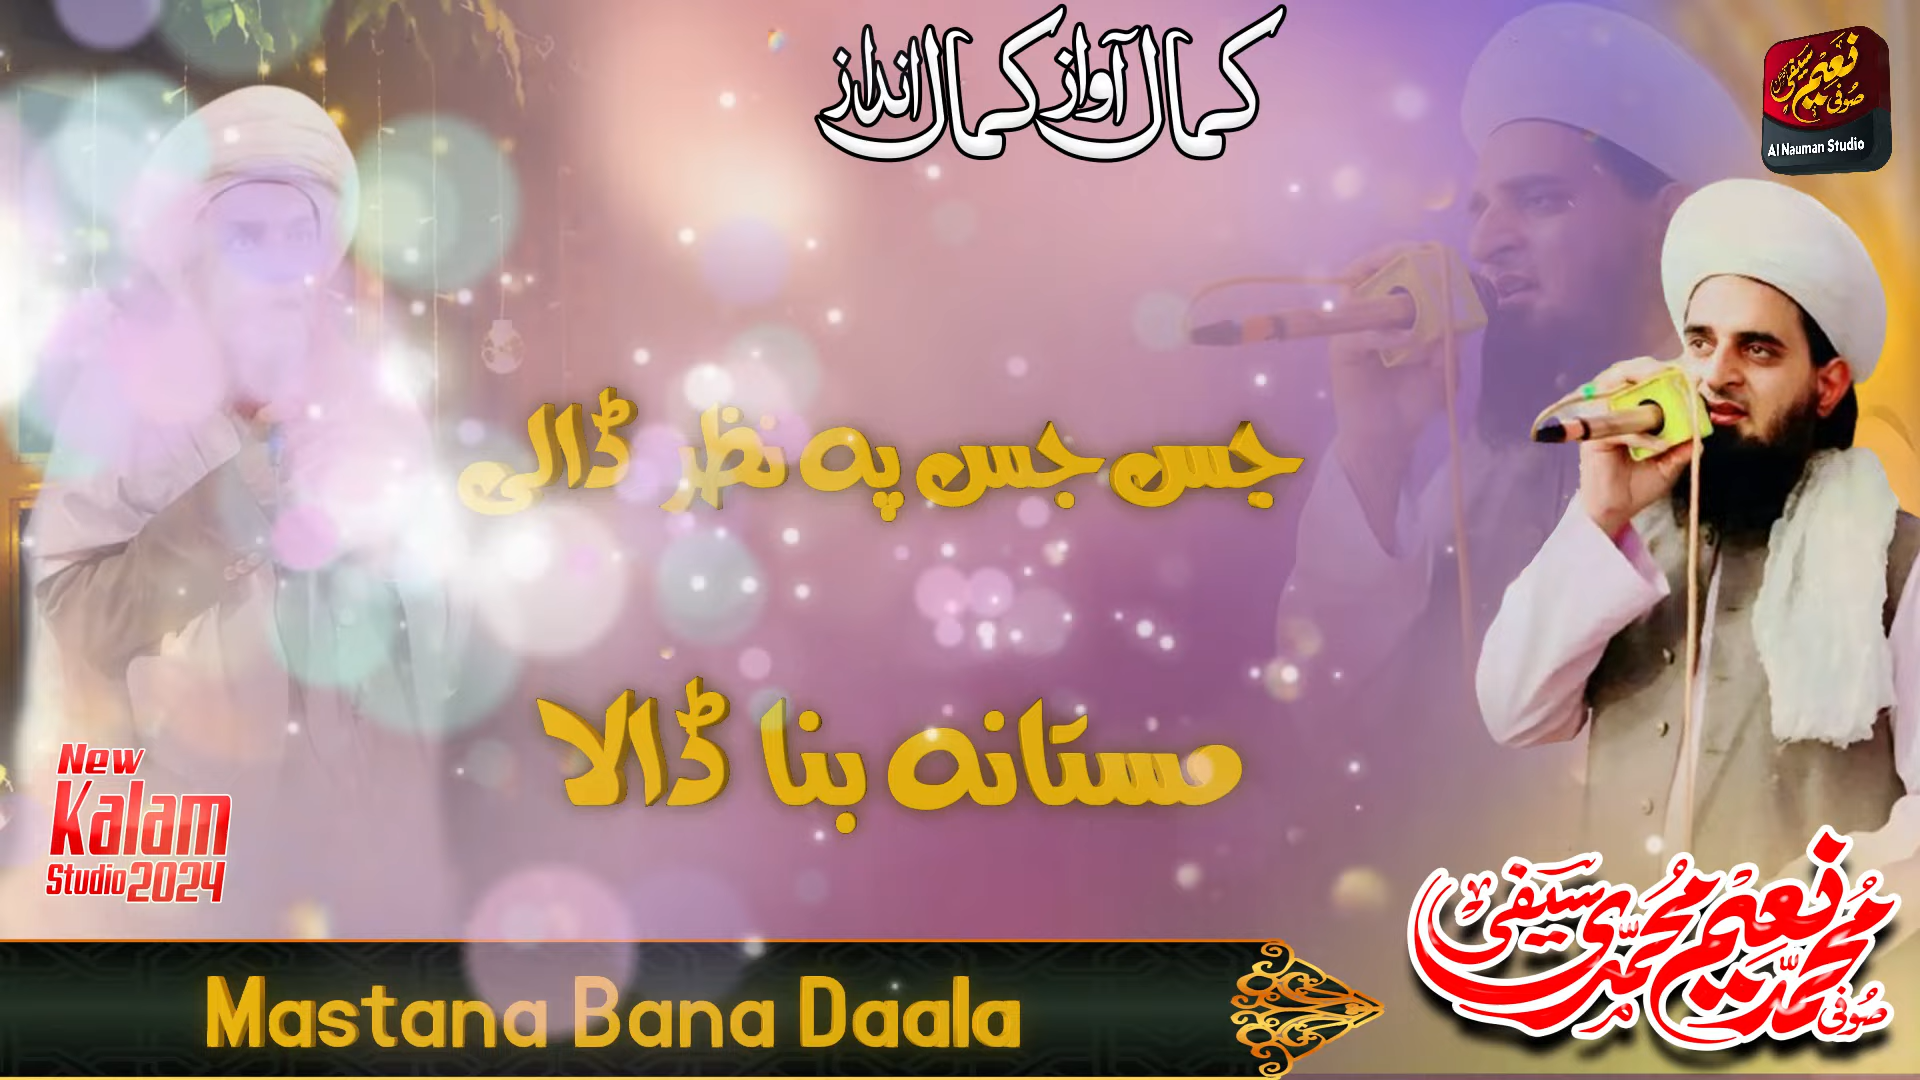 کمال آواز کمال انداز
نعیم سیفی
صوفی
Al Nauman Studio
جس جس پہ نظر ڈالی
مستانہ بنا ڈالا
New
Kalam
Studio 2024
صوفی محمد نعیم محمدی سیفی
Mastana Bana Daala